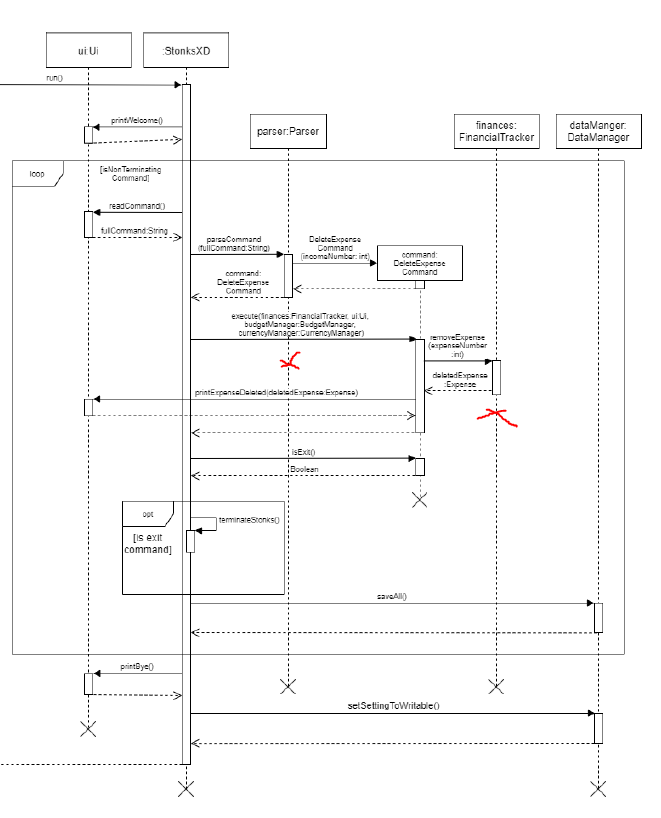 ui:Ui
:StonksXD
run()
printWelcome()
parser:Parser
finances:
FinancialTracker
dataManger:
DataManager
loop
[isNonTerminating
Command]
readCommand()
fullCommand:String
parseCommand
(fullCommand:String)
DeleteExpense
Command
(incomeNumber: int)
command:
DeleteExpense
Command
command:
DeleteExpense
Command
execute(finances:FinancialTracker, ui:Ui,
budgetManager:BudgetManager,
currencyManager:CurrencyManager)
removeExpense
(expenseNumber
:int)
deletedExpense
:Expense
printExpenseDeleted(deletedExpense:Expense)
isExit()
Boolean
opt
terminateStonks()
[is exit
command]
saveAll()
printBye()
setSettingToWritable()